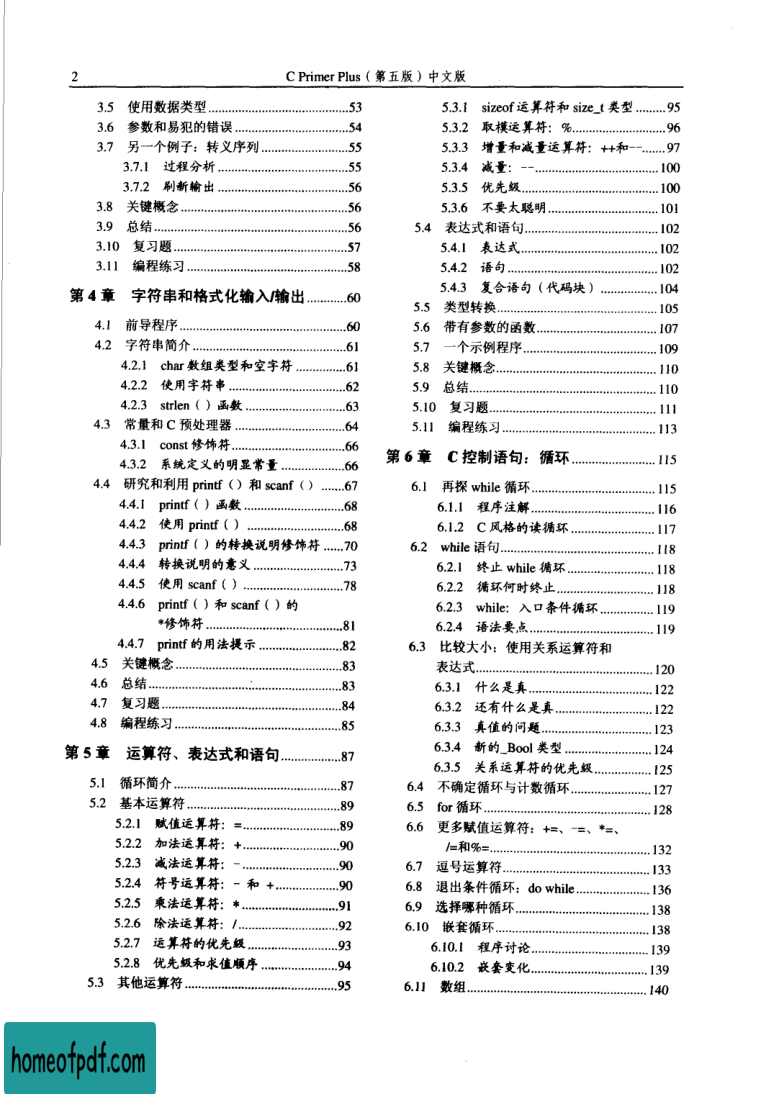 2
C Primer Plus（第五版）中文版
3.5 使用数据类型..........53
3.6 参数和易犯的错误..........54
3.7 另一个例子：转义序列..........55
3.7.1 过程分析..........55
3.7.2 刷新输出..........56
3.8 关键概念..........56
3.9 总结..........56
3.10 复习题..........57
3.11 编程练习..........58
第 4 章 字符串和格式化输入/输出..........60
4.1 前导程序..........60
4.2 字符串简介..........61
4.2.1 char 数组类型和空字符..........61
4.2.2 使用字符串..........62
4.2.3 strlen（）函数..........63
4.3 常量和 C 预处理器..........64
4.3.1 const 修饰符..........66
4.3.2 系统定义的明显常量..........66
4.4 研究和利用 printf（）和 scanf（）..........67
4.4.1 printf（）函数..........68
4.4.2 使用 printf（）..........68
4.4.3 printf（）的转换说明修饰符..........70
4.4.4 转换说明的意义..........73
4.4.5 使用 scanf（）..........78
4.4.6 printf（）和 scanf（）的
*修饰符..........81
4.4.7 printf 的用法提示..........82
4.5 关键概念..........83
4.6 总结..........83
4.7 复习题..........84
4.8 编程练习..........85
第 5 章 运算符、表达式和语句..........87
5.1 循环简介..........87
5.2 基本运算符..........89
5.2.1 赋值运算符：=..........89
5.2.2 加法运算符：+..........90
5.2.3 减法运算符：-..........90
5.2.4 符号运算符：- 和 +..........90
5.2.5 乘法运算符：*..........91
5.2.6 除法运算符：/..........92
5.2.7 运算符的优先级..........93
5.2.8 优先级和求值顺序..........94
5.3 其他运算符..........95
5.3.1 sizeof 运算符和 size_t 类型..........95
5.3.2 取模运算符：%..........96
5.3.3 增量和减量运算符：++和--..........97
5.3.4 减量：--..........100
5.3.5 优先级..........100
5.3.6 不要太聪明..........101
5.4 表达式和语句..........102
5.4.1 表达式..........102
5.4.2 语句..........102
5.4.3 复合语句（代码块）..........104
5.5 类型转换..........105
5.6 带有参数的函数..........107
5.7 一个示例程序..........109
5.8 关键概念..........110
5.9 总结..........110
5.10 复习题..........111
5.11 编程练习..........113
第 6 章 C 控制语句：循环..........115
6.1 再探 while 循环..........115
6.1.1 程序注解..........116
6.1.2 C 风格的读循环..........117
6.2 while 语句..........118
6.2.1 终止 while 循环..........118
6.2.2 循环何时终止..........118
6.2.3 while：入口条件循环..........119
6.2.4 语法要点..........119
6.3 比较大小：使用关系运算符和
表达式..........120
6.3.1 什么是真..........122
6.3.2 还有什么是真..........122
6.3.3 真值的问题..........123
6.3.4 新的_Bool 类型..........124
6.3.5 关系运算符的优先级..........125
6.4 不确定循环与计数循环..........127
6.5 for 循环..........128
6.6 更多赋值运算符：+=、-=、*=、
/=和%=..........132
6.7 逗号运算符..........133
6.8 退出条件循环：do while..........136
6.9 选择哪种循环..........138
6.10 嵌套循环..........138
6.10.1 程序讨论..........139
6.10.2 嵌套变化..........139
6.11 数组..........140
homeofpdf.com